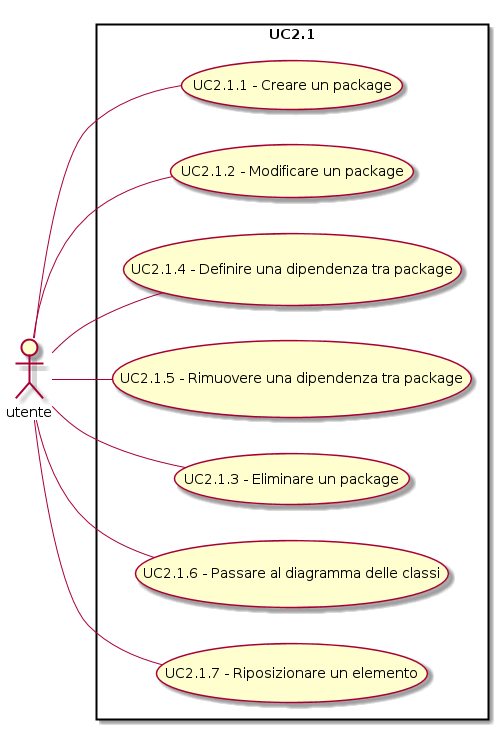 UC2.1
UC2.1.1 - Creare un package
UC2.1.2 - Modificare un package
UC2.1.4 - Definire una dipendenza tra package
utente
UC2.1.5 - Rimuovere una dipendenza tra package
UC2.1.3 - Eliminare un package
UC2.1.6 - Passare al diagramma delle classi
UC2.1.7 - Riposizionare un elemento